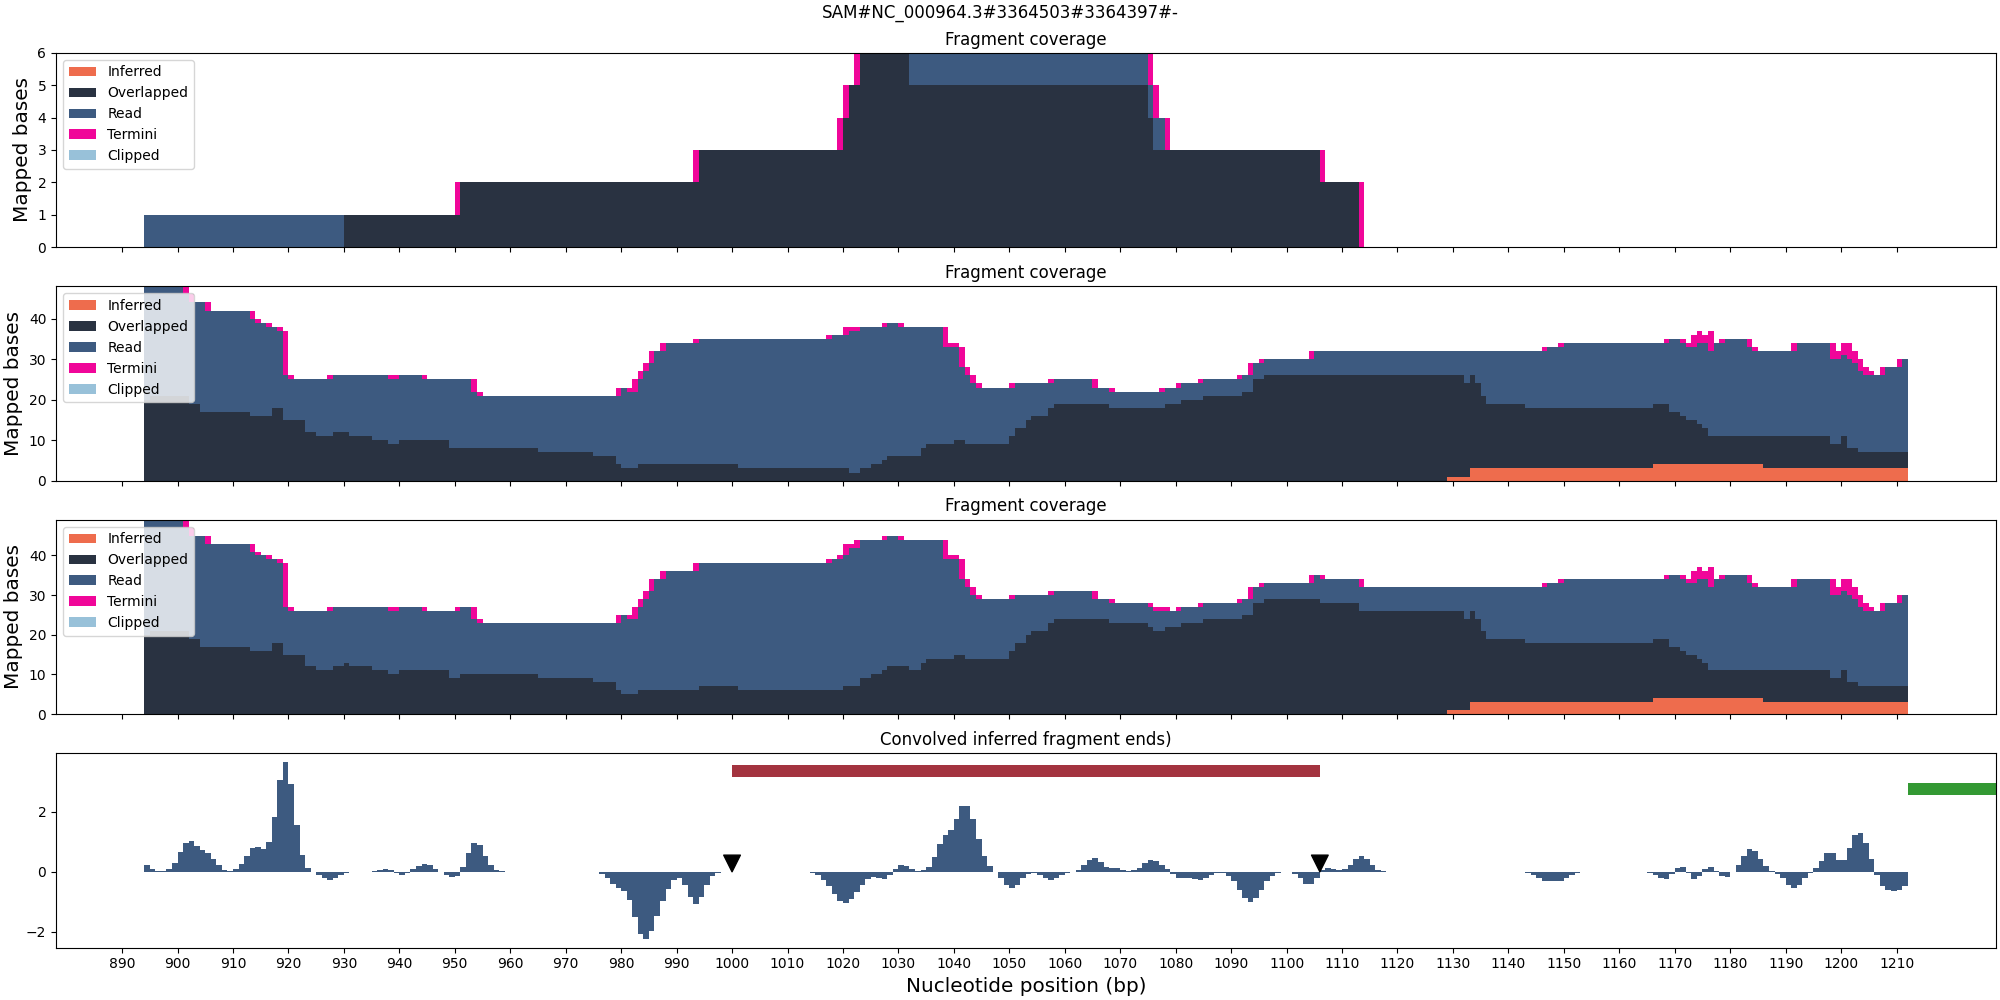 SAM#NC_000964.3#3364503#3364397#-
Fragment coverage
Mapped bases
6
5
4
3
2
1
0
Inferred
Overlapped
Read
Termini
Clipped
Fragment coverage
Mapped bases
40
30
20
10
0
Inferred
Overlapped
Read
Termini
Clipped
Fragment coverage
Mapped bases
40
30
20
10
0
Inferred
Overlapped
Read
Termini
Clipped
Convolved inferred fragment ends)
2
0
−2
890 900 910 920 930 940 950 960 970 980 990 1000 1010 1020 1030 1040 1050 1060 1070 1080 1090 1100 1110 1120 1130 1140 1150 1160 1170 1180 1190 1200 1210
Nucleotide position (bp)